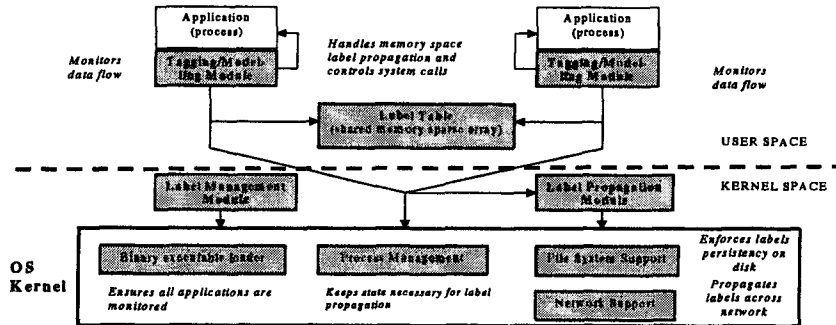 Application
(process)
Application
(process)
Monitors
data flow
Tagging/Model-
ling Module
Handles memory space
label propagation and
controls system calls
Tagging/Model-
ling Module
Monitors
data flow
Label Table
(shared memory sparse array)
USER SPACE
KERNEL SPACE
Label Management
Module
Label Propagation
Module
OS
Kernel
Binary executable loader
Process Management
File System Support
Enforces labels
persistency on
disk
Ensures all applications are
monitored
Keeps state necessary for label
propagation
Network Support
Propagates
labels across
network